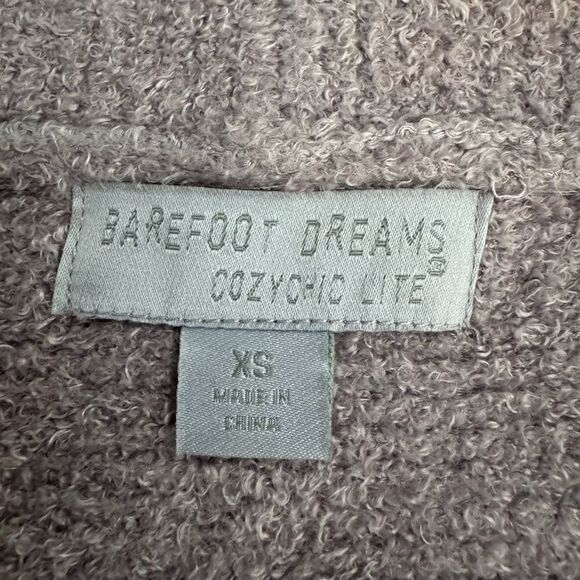 BAREFOOT DREAMS
COZYCHIC LITE®
XS
MADE IN
CHINA